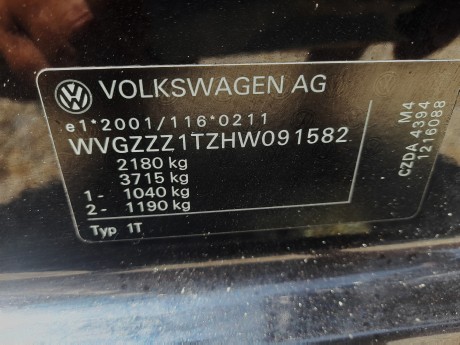 VOLKSWAGEN AG
e1*2001/116*0211
WVGZZZ1TZHW091582
2180 kg
3715 kg
1- 1040 kg
2- 1190 kg
Typ 1T
M4
CZDA 4394
1216088